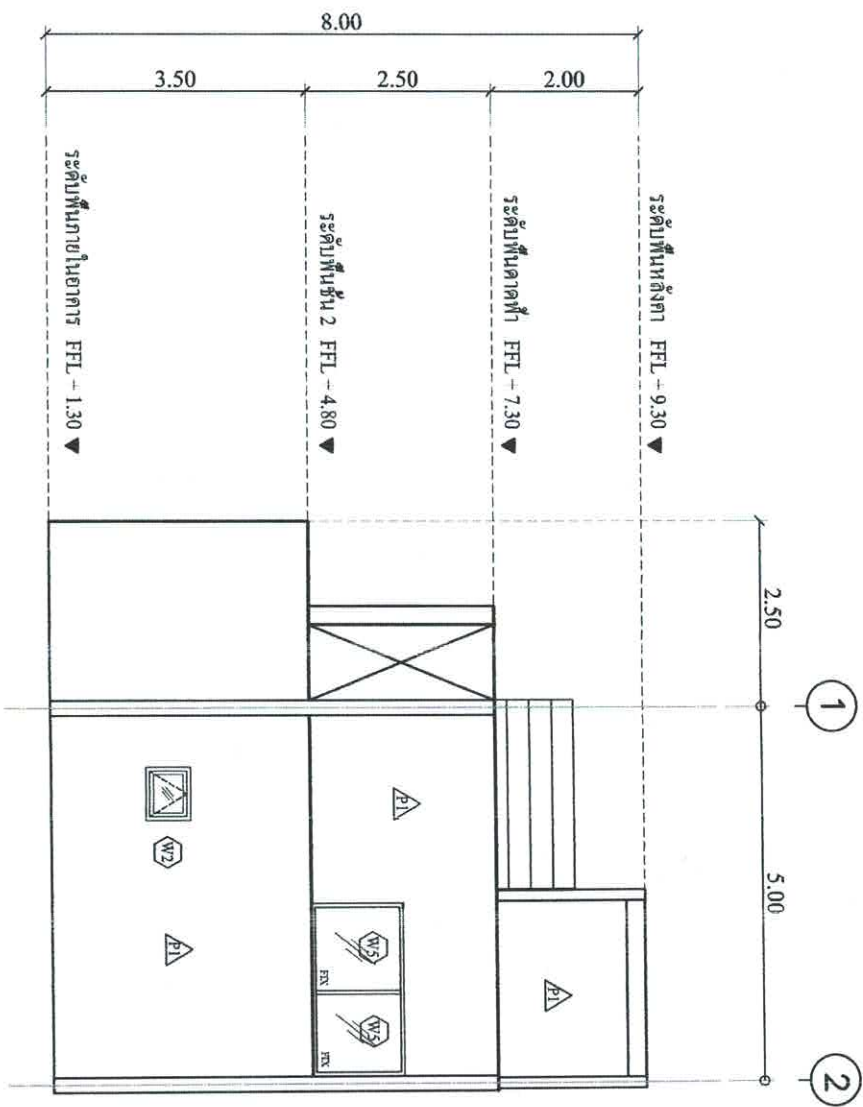 8.00
3.50
2.50
2.00
ระดับพื้นหลังคา FFL + 9.30
ระดับพื้นดาดฟ้า FFL + 7.30
ระดับพื้นชั้น 2 FFL + 4.80
ระดับพื้นภายในอาคาร FFL + 1.30
2.50
5.00
1
2
P1
P1
P1
W2
W5
FIX
W5
FIX